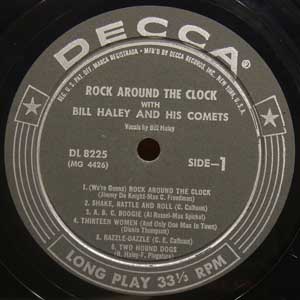 DECCA®
REG. U.S. PAT. OFF. MARCA REGISTRADA · MF'D BY DECCA RECORDS INC. NEW YORK, U.S.A.
ROCK AROUND THE CLOCK
WITH
BILL HALEY AND HIS COMETS
Vocals by Bill Haley
DL 8225
(MG 4426)
SIDE-1
1. (We're Gonna) ROCK AROUND THE CLOCK
(Jimmy De Knight-Max C. Freedman)
2. SHAKE, RATTLE AND ROLL (C. Calhoun)
3. A. B. C. BOOGIE (Al Russel-Max Spickol)
4. THIRTEEN WOMEN (And Only One Man in Town)
(Dickie Thompson)
5. RAZZLE-DAZZLE (C. E. Calhoun)
6. TWO HOUND DOGS
(B. Haley-F. Pingatore)
LONG PLAY 33⅓ RPM